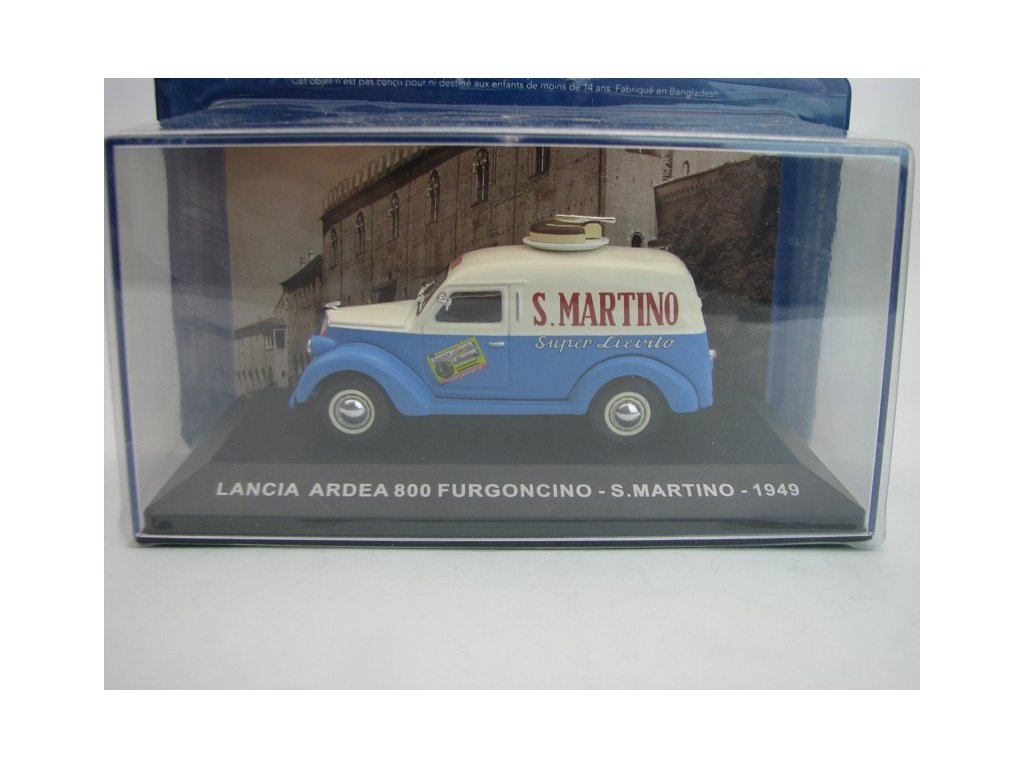 Cet objet n'est pas conçu pour ni destiné aux enfants de moins de 14 ans. Fabriqué en Bangladesh
S. MARTINO
Super Lievito
LANCIA ARDEA 800 FURGONCINO - S.MARTINO - 1949